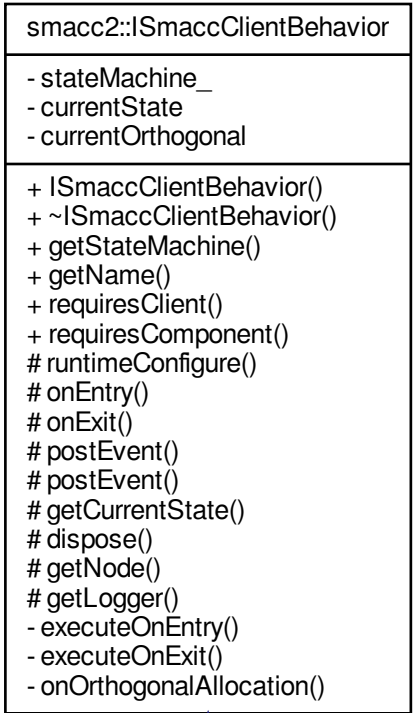 smacc2::ISmaccClientBehavior
- stateMachine_
- currentState
- currentOrthogonal
+ ISmaccClientBehavior()
+ ~ISmaccClientBehavior()
+ getStateMachine()
+ getName()
+ requiresClient()
+ requiresComponent()
# runtimeConfigure()
# onEntry()
# onExit()
# postEvent()
# postEvent()
# getCurrentState()
# dispose()
# getNode()
# getLogger()
- executeOnEntry()
- executeOnExit()
- onOrthogonalAllocation()